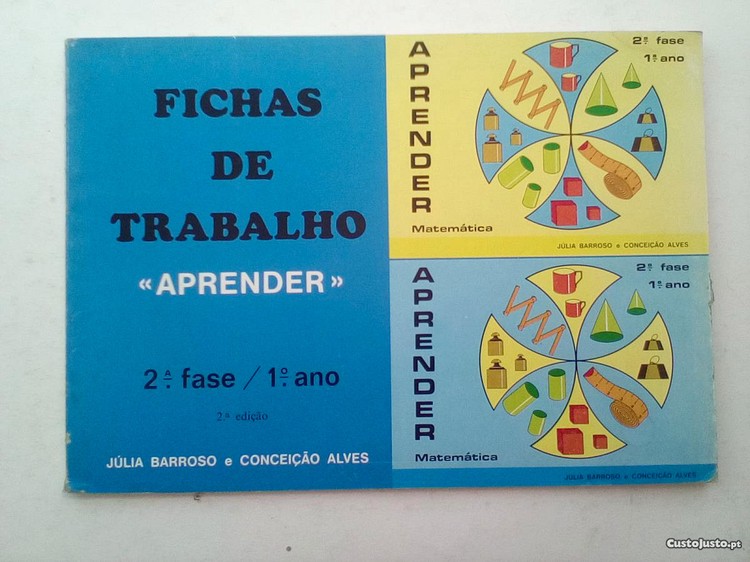 FICHAS
DE
TRABALHO
«APRENDER»
2.ª fase / 1.º ano
2.ª edição
JÚLIA BARROSO e CONCEIÇÃO ALVES
APRENDER
2.ª fase
1.º ano
Matemática
JÚLIA BARROSO e CONCEIÇÃO ALVES
APRENDER
2.ª fase
1.º ano
Matemática
JÚLIA BARROSO e CONCEIÇÃO ALVES
CustoJusto.pt